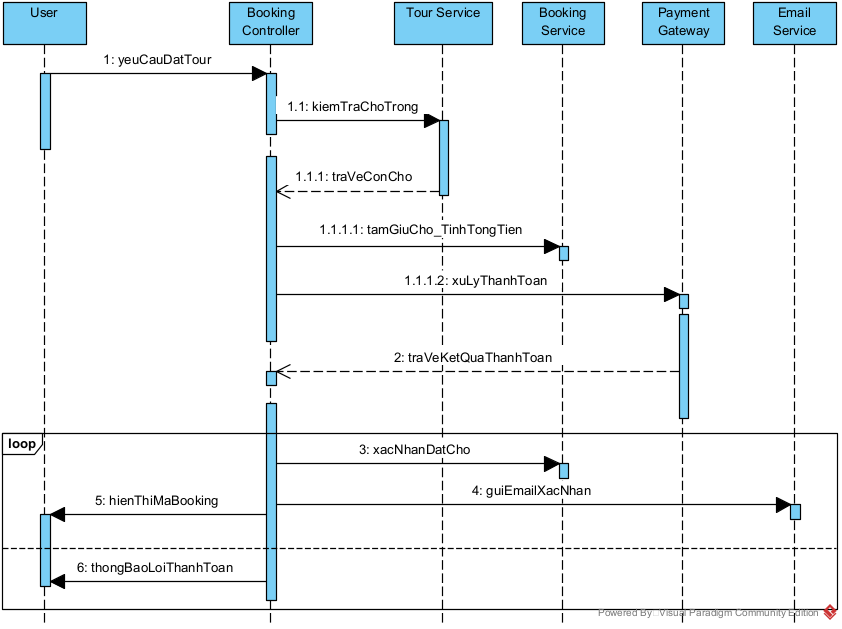 User
Booking
Controller
Tour Service
Booking
Service
Payment
Gateway
Email
Service
1: yeuCauDatTour
1.1: kiemTraChoTrong
1.1.1: traVeConCho
1.1.1.1: tamGiuCho_TinhTongTien
1.1.1.2: xuLyThanhToan
2: traVeKetQuaThanhToan
loop
3: xacNhanDatCho
4: guiEmailXacNhan
5: hienThiMaBooking
6: thongBaoLoiThanhToan
Powered By Visual Paradigm Community Edition